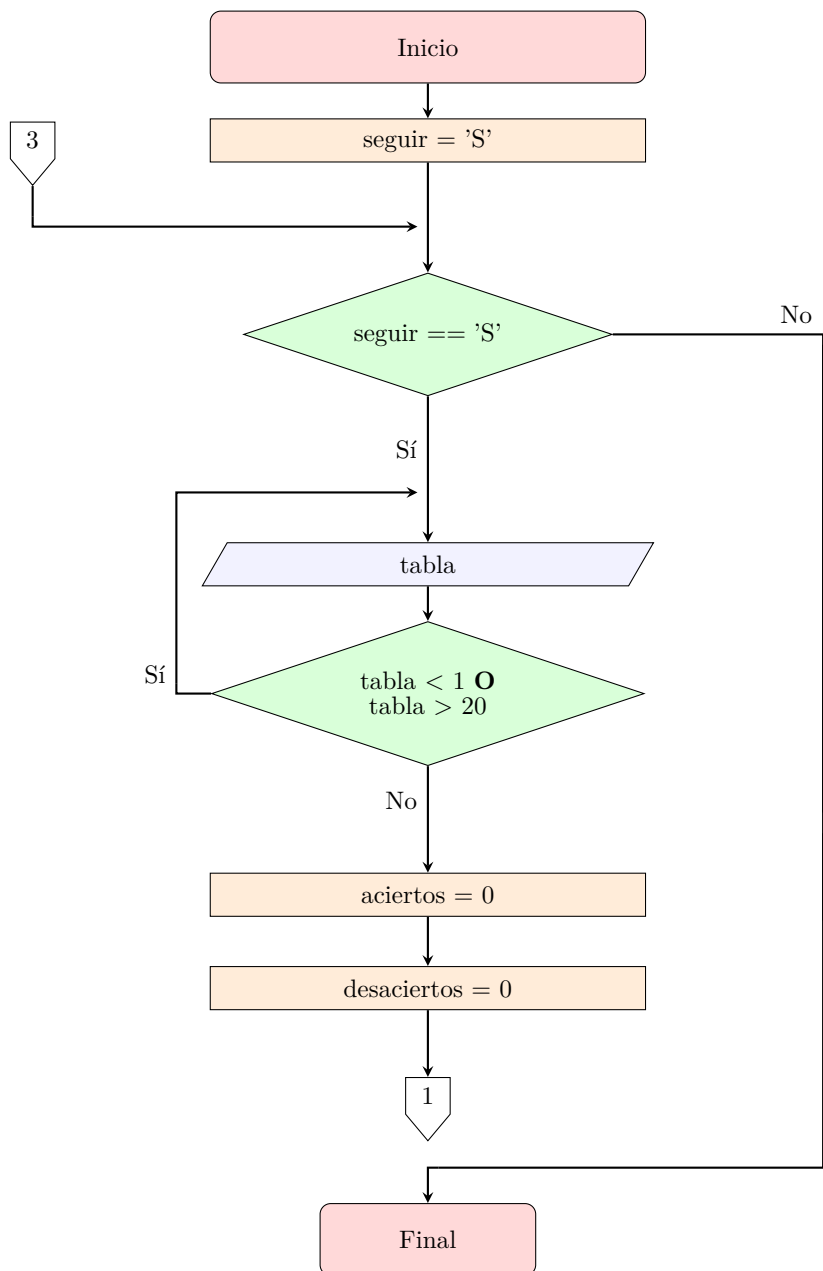 Inicio
seguir = 'S'
3
seguir == 'S'
No
Sí
tabla
Sí
tabla < 1 O
tabla > 20
No
aciertos = 0
desaciertos = 0
1
Final